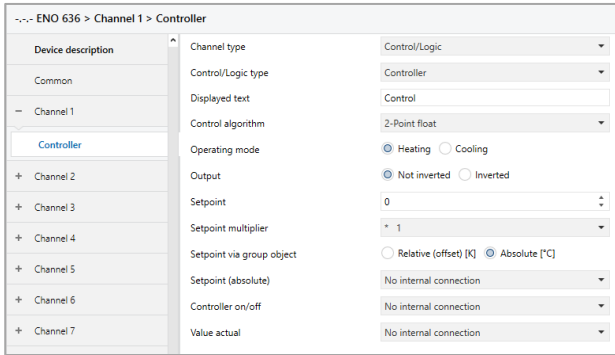 -.-.- ENO 636 > Channel 1 > Controller
Device description
Common
− Channel 1
Controller
+ Channel 2
+ Channel 3
+ Channel 4
+ Channel 5
+ Channel 6
+ Channel 7
Channel type Control/Logic
Control/Logic type Controller
Displayed text Control
Control algorithm 2-Point float
Operating mode Heating Cooling
Output Not inverted Inverted
Setpoint 0
Setpoint multiplier * 1
Setpoint via group object Relative (offset) [K] Absolute [°C]
Setpoint (absolute) No internal connection
Controller on/off No internal connection
Value actual No internal connection